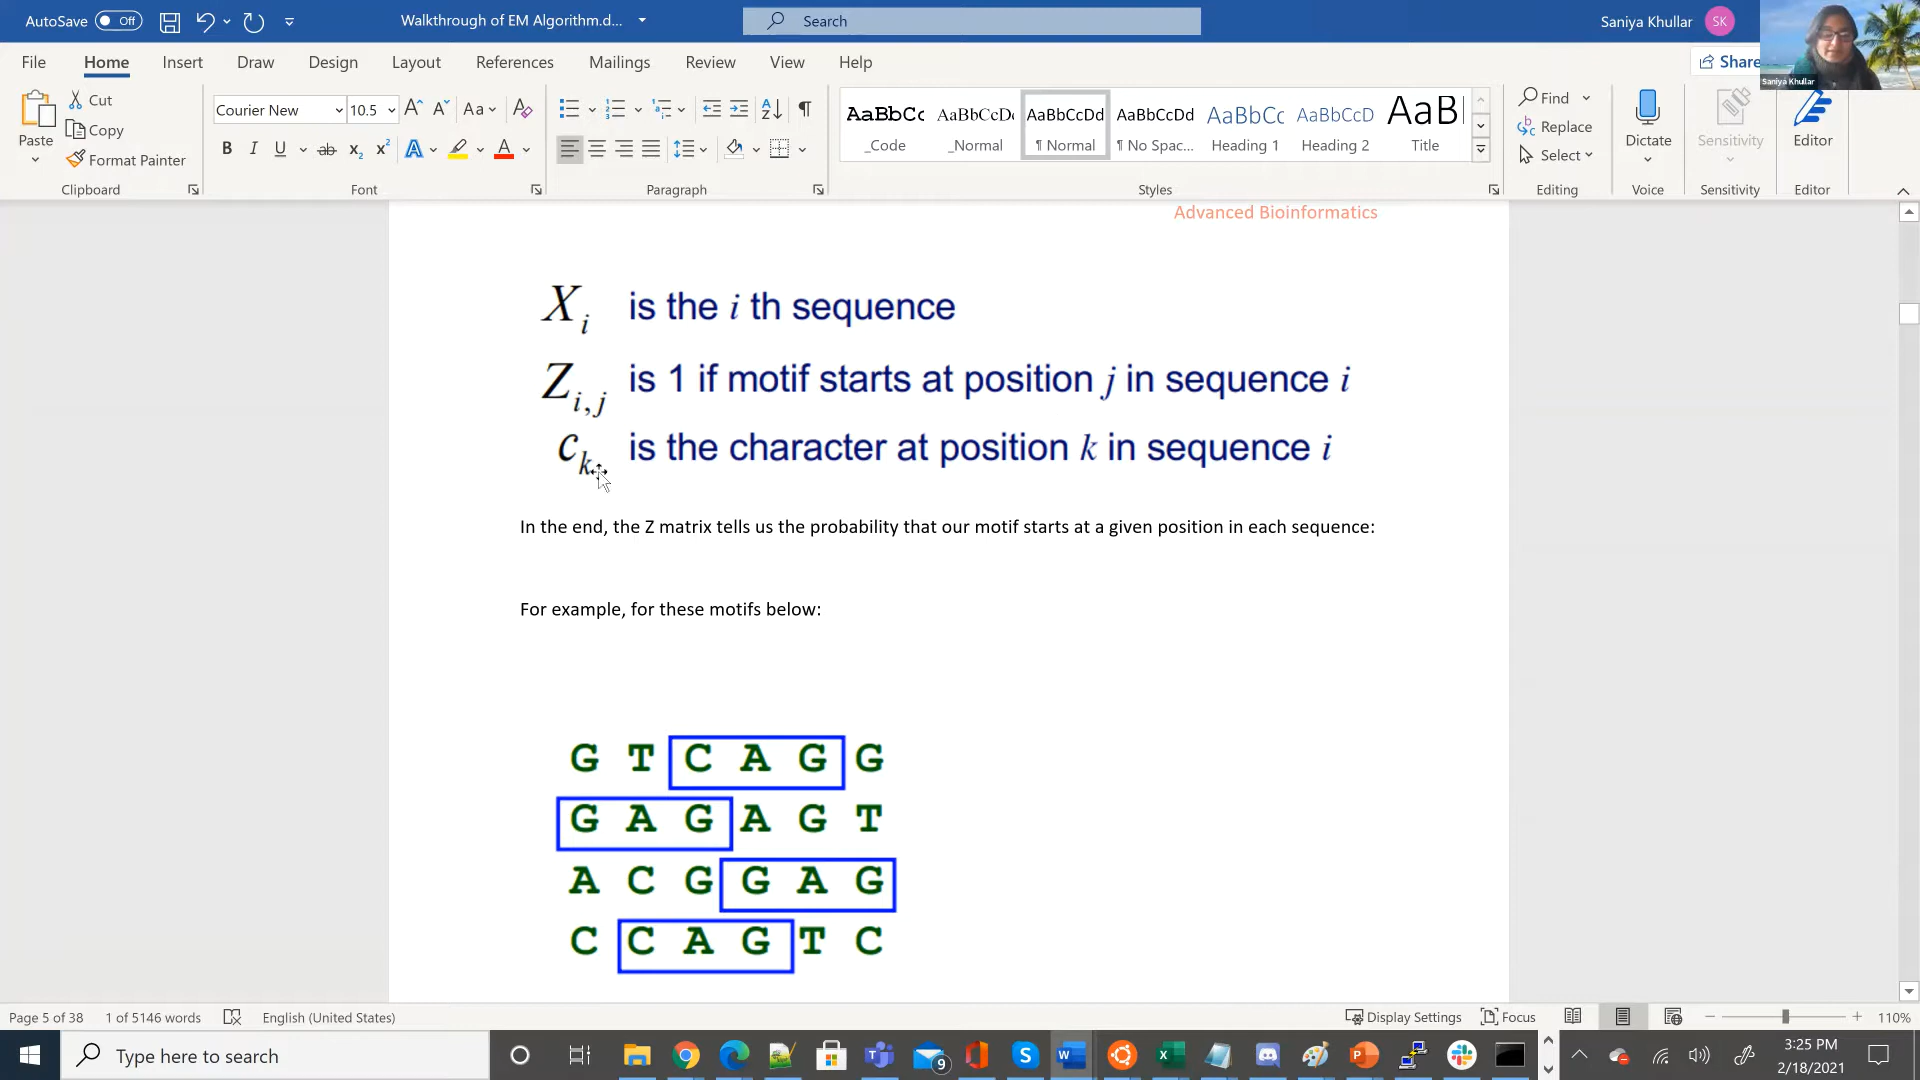 AutoSave Off Walkthrough of EM Algorithm.d... Search Saniya Khullar SK
File Home Insert Draw Design Layout References Mailings Review View Help Share
Saniya Khullar
Paste Cut Copy Format Painter
Courier New 10.5 Aa
B I U ab x₂ x² A A
AaBbCc AaBbCcDc AaBbCcDd AaBbCcDd AaBbCc AaBbCcD AaB
_Code _Normal ¶ Normal ¶ No Spac... Heading 1 Heading 2 Title
Find Replace Select Dictate Sensitivity Editor
Clipboard Font Paragraph Styles Editing Voice Sensitivity Editor
Advanced Bioinformatics
X i is the i th sequence
Z i,j is 1 if motif starts at position j in sequence i
c k is the character at position k in sequence i
In the end, the Z matrix tells us the probability that our motif starts at a given position in each sequence:
For example, for these motifs below:
G T C A G G
G A G A G T
A C G G A G
C C A G T C
Page 5 of 38 1 of 5146 words English (United States) Display Settings Focus 110%
Type here to search 9 3:25 PM
2/18/2021